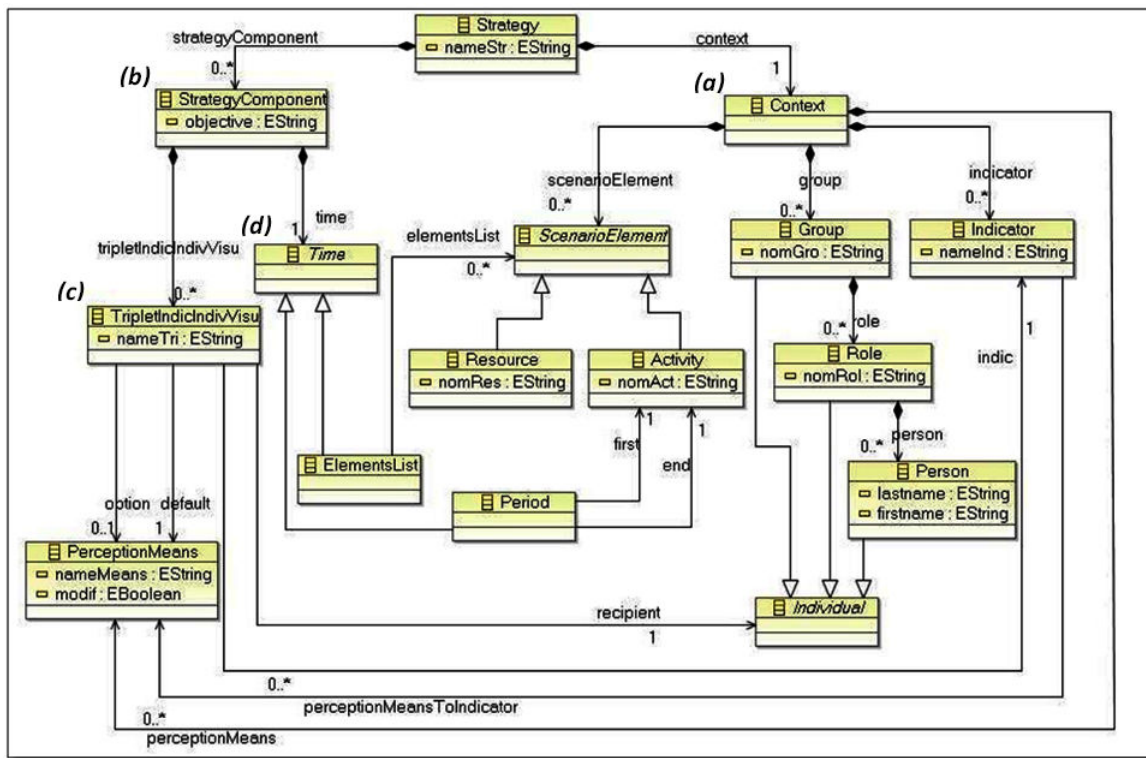 Strategy
nameStr : EString
strategyComponent
0..*
context
1
(b)
StrategyComponent
objective : EString
(a)
Context
scenarioElement
0..*
group
0..*
indicator
0..*
time
1
(d)
Time
tripletIndicIndivVisu
0..*
elementsList
0..*
ScenarioElement
Group
nomGro : EString
Indicator
nameInd : EString
(c)
TripletIndicIndivVisu
nameTri : EString
Resource
nomRes : EString
Activity
nomAct : EString
role
0..*
Role
nomRol : EString
1
indic
first
1
end
1
person
0..*
ElementsList
Period
Person
lastname : EString
firstname : EString
option
0..1
default
1
PerceptionMeans
nameMeans : EString
modif : EBoolean
recipient
1
Individual
0..*
perceptionMeansToIndicator
0..*
perceptionMeans